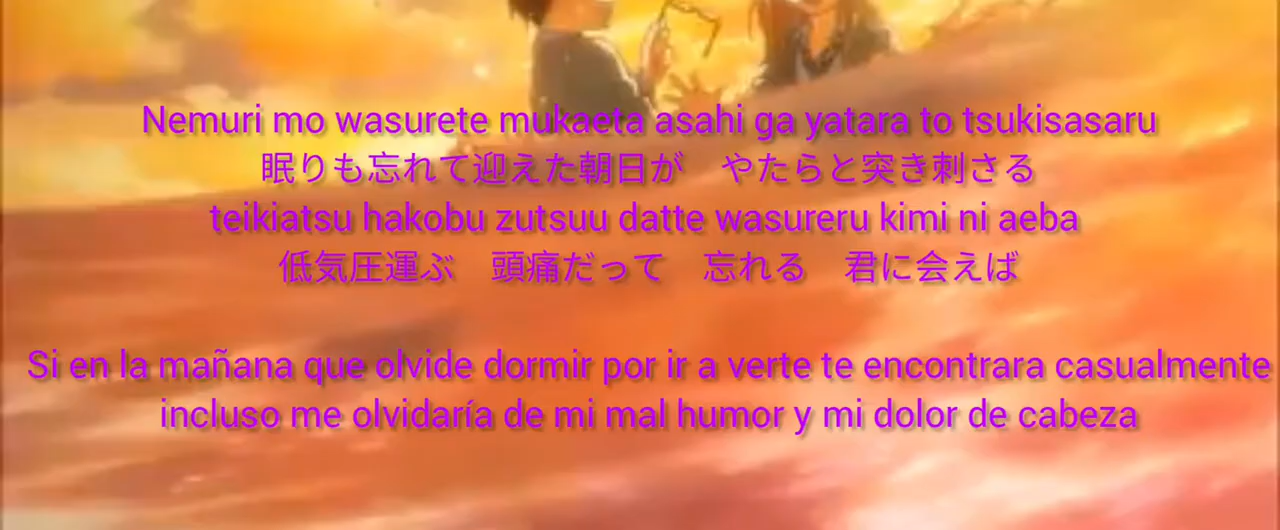 Nemuri mo wasurete mukaeta asahi ga yatara to tsukisasaru
眠りも忘れて迎えた朝日が　やたらと突き刺さる
teikiatsu hakobu zutsuu datte wasureru kimi ni aeba
低気圧運ぶ　頭痛だって　忘れる　君に会えば
Si en la mañana que olvide dormir por ir a verte te encontrara casualmente
incluso me olvidaría de mi mal humor y mi dolor de cabeza